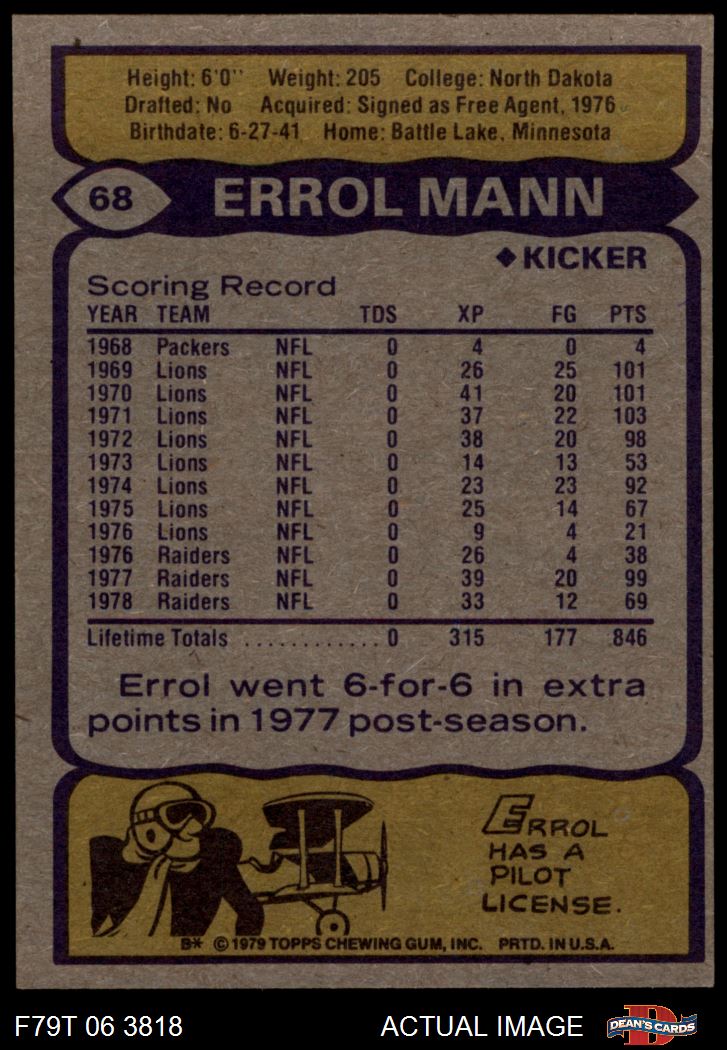 Height: 6'0'' Weight: 205 College: North Dakota
Drafted: No Acquired: Signed as Free Agent, 1976
Birthdate: 6-27-41 Home: Battle Lake, Minnesota
68 ERROL MANN
◆ KICKER
Scoring Record
YEAR TEAM TDS XP FG PTS
1968 Packers NFL 0 4 0 4
1969 Lions NFL 0 26 25 101
1970 Lions NFL 0 41 20 101
1971 Lions NFL 0 37 22 103
1972 Lions NFL 0 38 20 98
1973 Lions NFL 0 14 13 53
1974 Lions NFL 0 23 23 92
1975 Lions NFL 0 25 14 67
1976 Lions NFL 0 9 4 21
1976 Raiders NFL 0 26 4 38
1977 Raiders NFL 0 39 20 99
1978 Raiders NFL 0 33 12 69
Lifetime Totals ............. 0 315 177 846
Errol went 6-for-6 in extra
points in 1977 post-season.
ERROL
HAS A
PILOT
LICENSE.
B* © 1979 TOPPS CHEWING GUM, INC. PRTD. IN U.S.A.
F79T 06 3818 ACTUAL IMAGE D DEAN'S CARDS